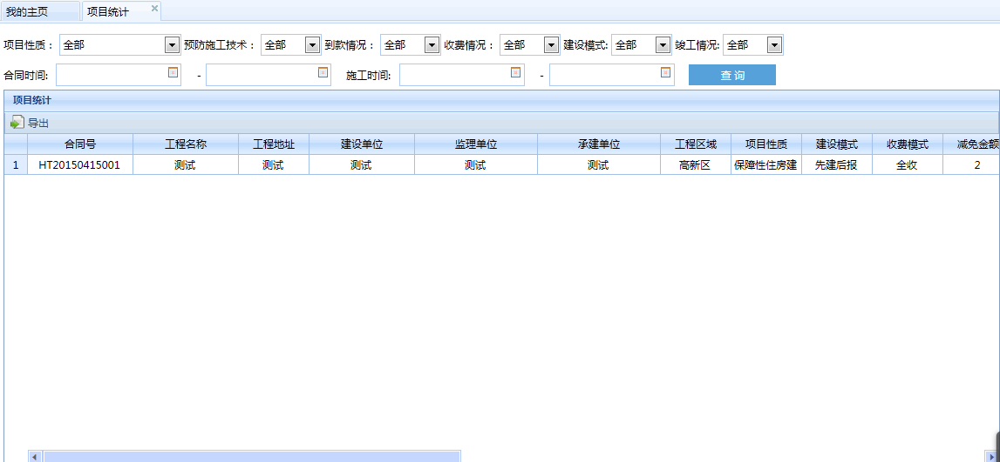 我的主页 项目统计
项目性质： 全部 预防施工技术： 全部 到款情况： 全部 收费情况： 全部 建设模式: 全部 竣工情况: 全部
合同时间: - 施工时间: - 查 询
项目统计
导出
合同号 工程名称 工程地址 建设单位 监理单位 承建单位 工程区域 项目性质 建设模式 收费模式 减免金额
1 HT20150415001 测试 测试 测试 测试 测试 高新区 保障性住房建 先建后报 全收 2